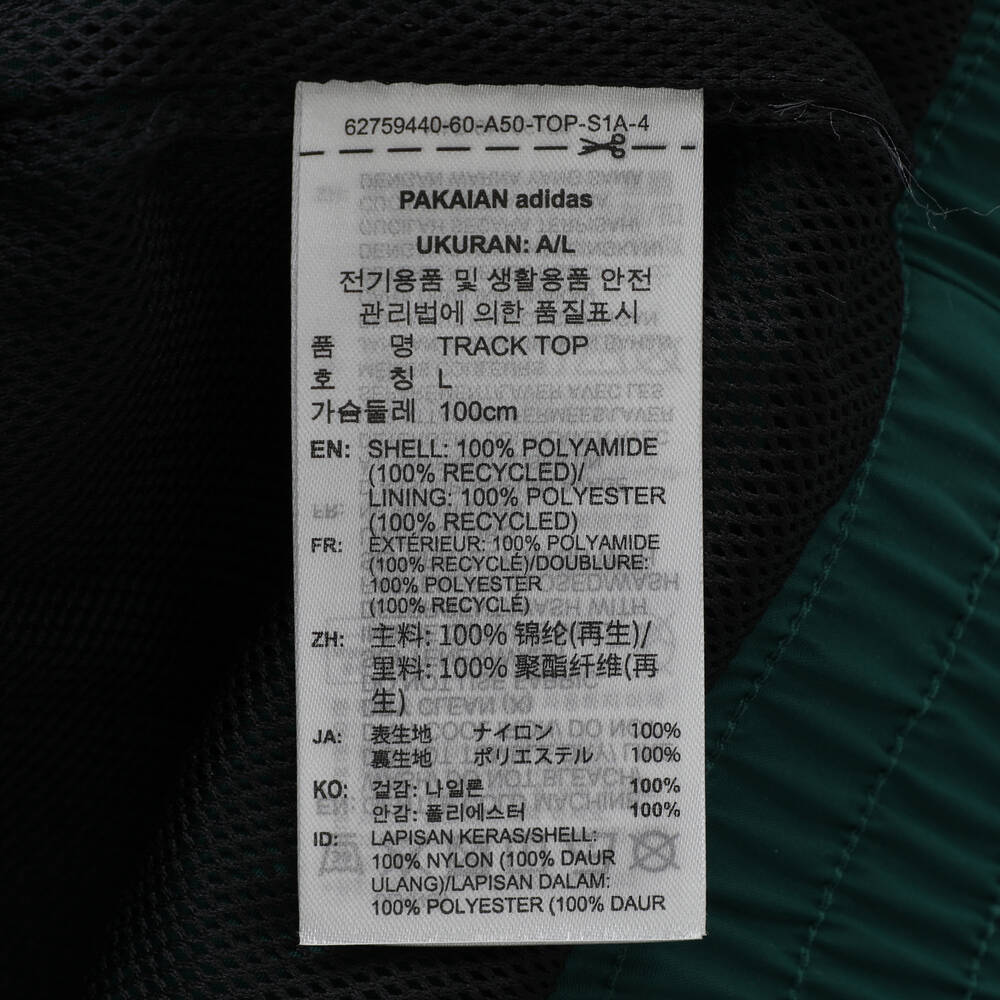 62759440-60-A50-TOP-S1A-4
PAKAIAN adidas
UKURAN: A/L
전기용품 및 생활용품 안전
관리법에 의한 품질표시
품 명 TRACK TOP
호 칭 L
가슴둘레 100cm
EN: SHELL: 100% POLYAMIDE
(100% RECYCLED)/
LINING: 100% POLYESTER
(100% RECYCLED)
FR: EXTÉRIEUR: 100% POLYAMIDE
(100% RECYCLÉ)/DOUBLURE:
100% POLYESTER
(100% RECYCLÉ)
ZH: 主料: 100% 锦纶(再生)/
里料: 100% 聚酯纤维(再
生)
JA: 表生地 ナイロン 100%
裏生地 ポリエステル 100%
KO: 겉감: 나일론 100%
안감: 폴리에스터 100%
ID: LAPISAN KERAS/SHELL:
100% NYLON (100% DAUR
ULANG)/LAPISAN DALAM:
100% POLYESTER (100% DAUR